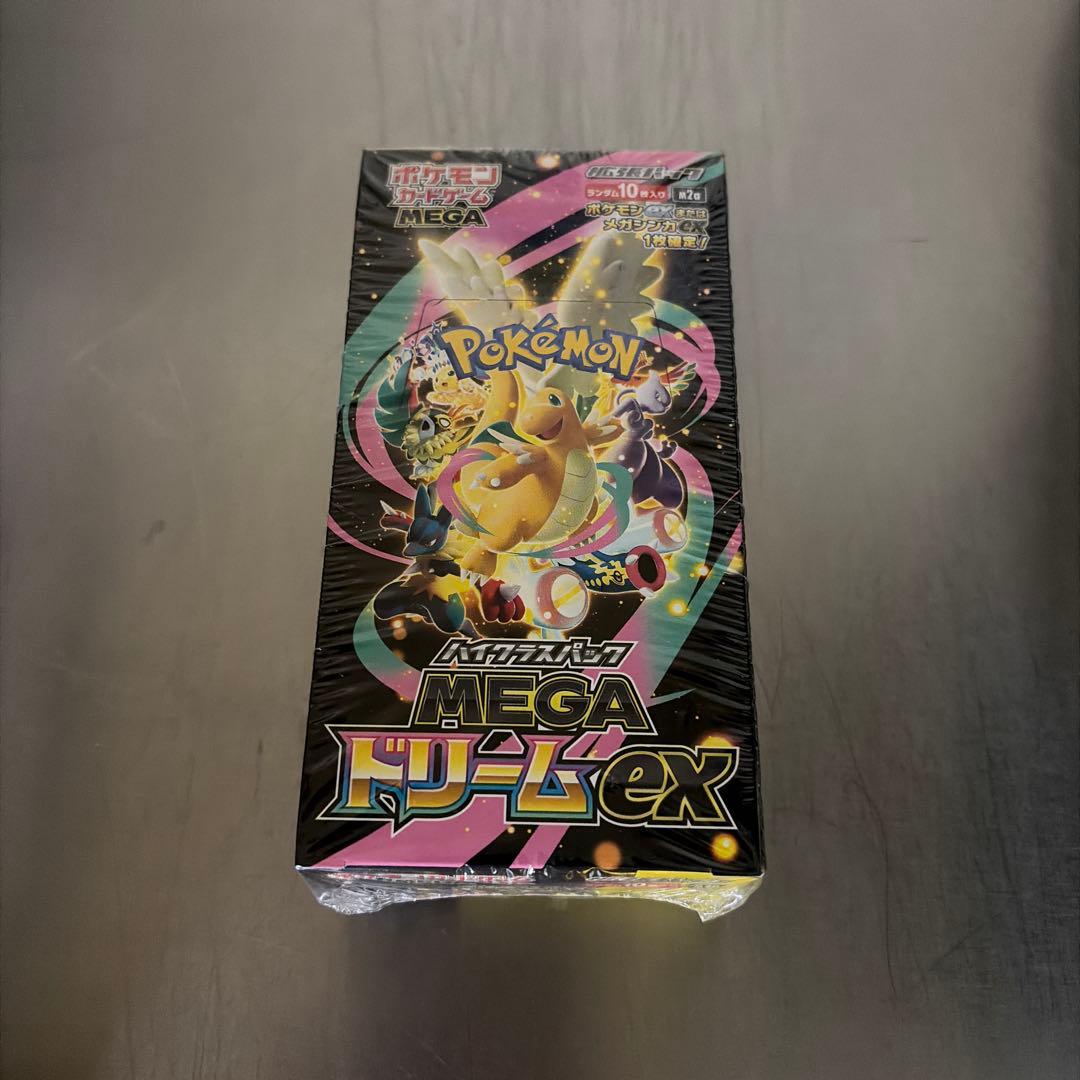 ポケモン
カードゲーム
MEGA
拡張パック
ランダム10枚入り
M2a
ポケモンexまたは
メガシンカex
1枚確定!
POKéMON
ハイクラスパック
MEGA
ドリームex